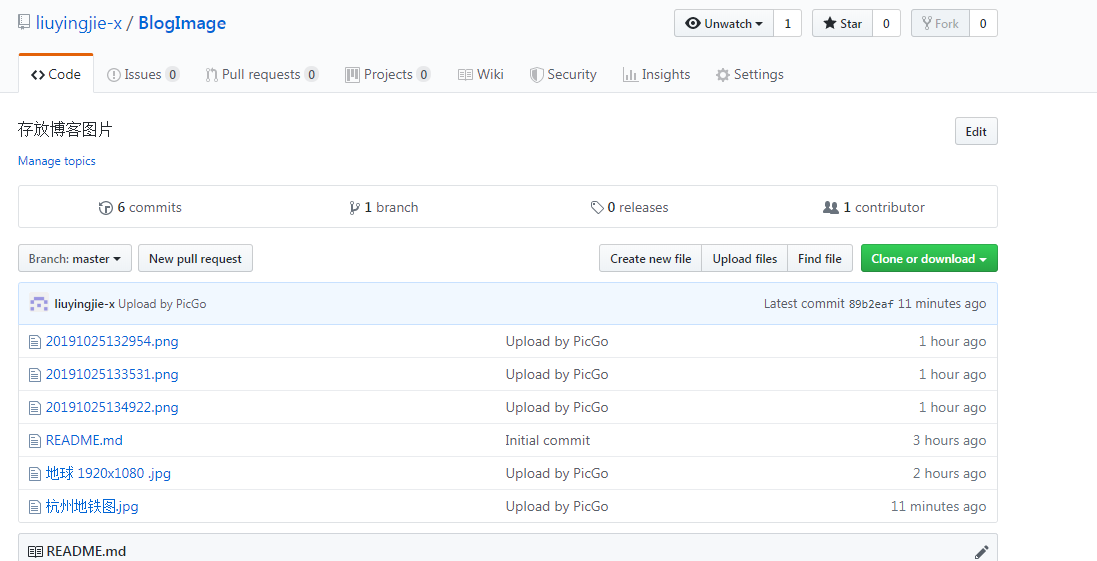 liuyingjie-x / BlogImage Unwatch 1 Star 0 Fork 0
Code Issues 0 Pull requests 0 Projects 0 Wiki Security Insights Settings
存放博客图片 Edit
Manage topics
6 commits 1 branch 0 releases 1 contributor
Branch: master New pull request Create new file Upload files Find file Clone or download
liuyingjie-x Upload by PicGo Latest commit 89b2eaf 11 minutes ago
20191025132954.png Upload by PicGo 1 hour ago
20191025133531.png Upload by PicGo 1 hour ago
20191025134922.png Upload by PicGo 1 hour ago
README.md Initial commit 3 hours ago
地球 1920x1080 .jpg Upload by PicGo 2 hours ago
杭州地铁图.jpg Upload by PicGo 11 minutes ago
README.md